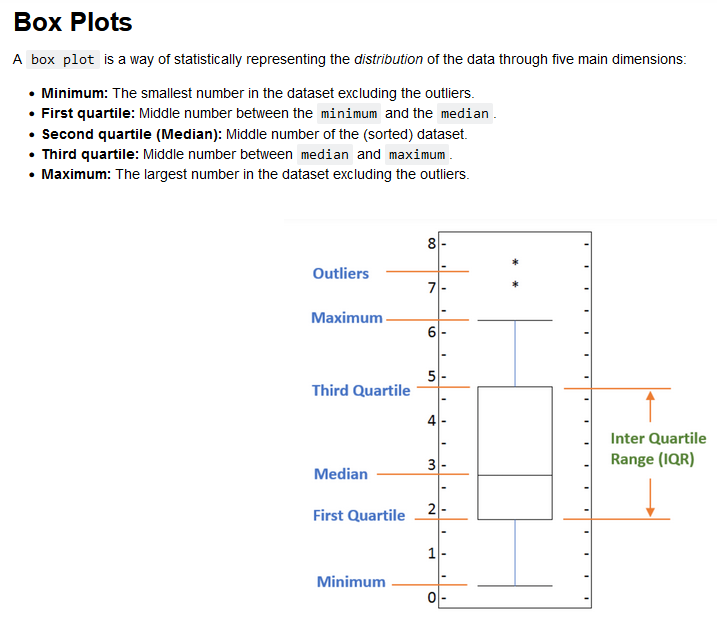 Box Plots
A box plot is a way of statistically representing the distribution of the data through five main dimensions:
• Minimum: The smallest number in the dataset excluding the outliers.
• First quartile: Middle number between the minimum and the median.
• Second quartile (Median): Middle number of the (sorted) dataset.
• Third quartile: Middle number between median and maximum.
• Maximum: The largest number in the dataset excluding the outliers.
8
Outliers
7
Maximum
6
5
Third Quartile
4
Inter Quartile
Range (IQR)
3
Median
2
First Quartile
1
Minimum
0